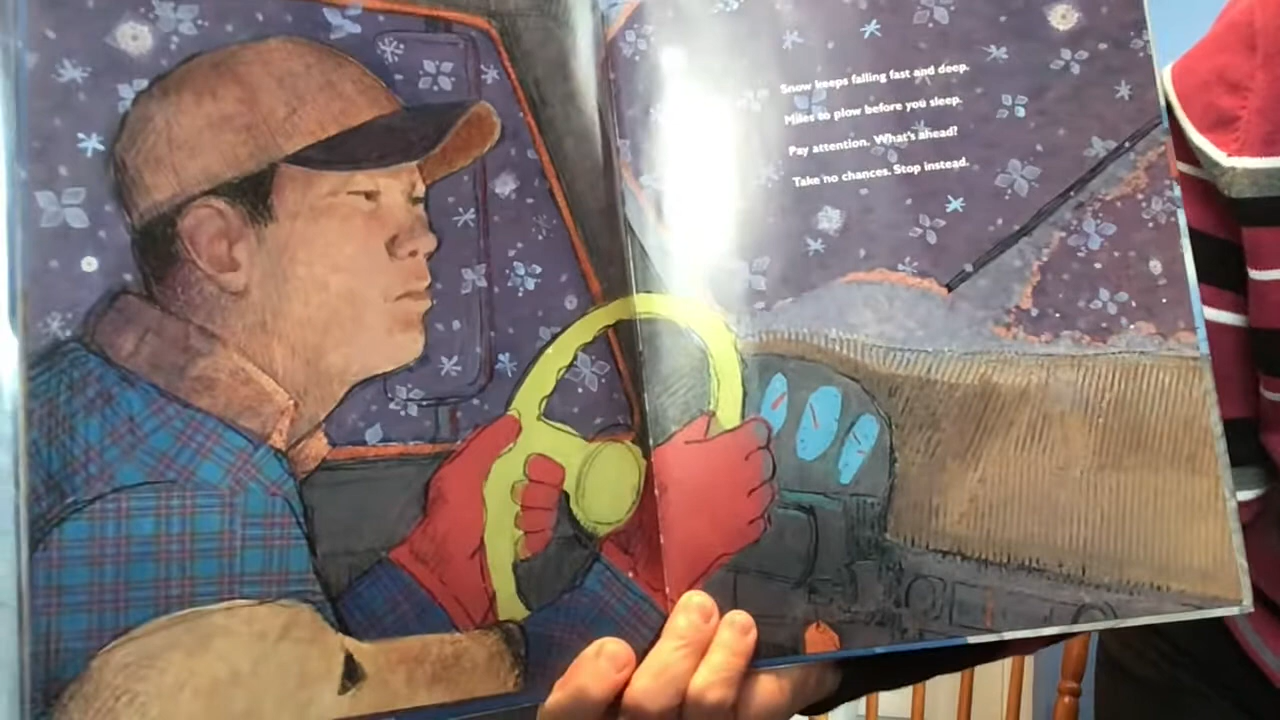 Snow keeps falling fast and deep.
Miles to plow before you sleep.
Pay attention. What's ahead?
Take no chances. Stop instead.